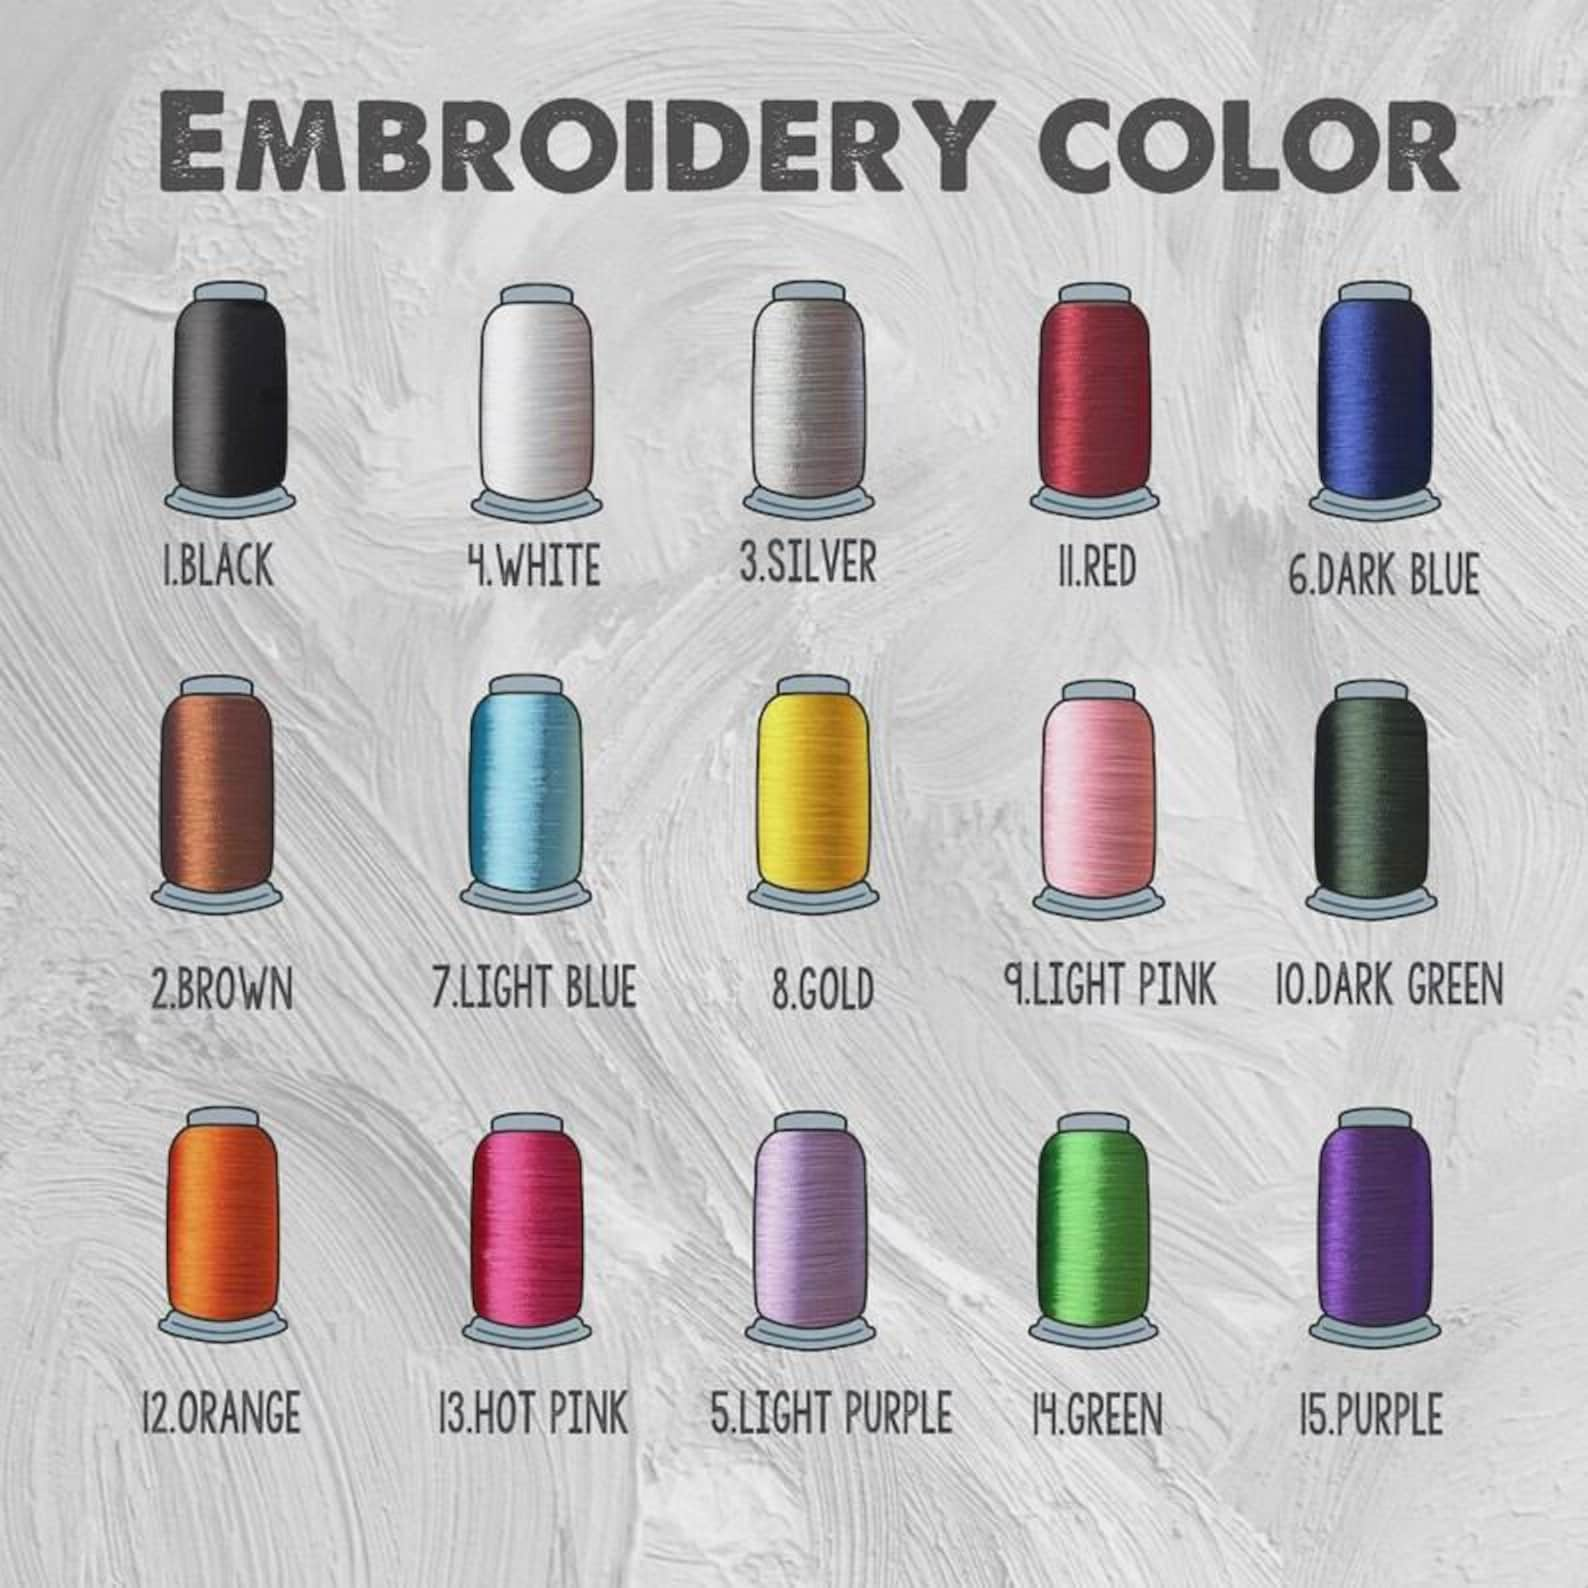 EMBROIDERY COLOR
1.BLACK
4.WHITE
3.SILVER
11.RED
6.DARK BLUE
2.BROWN
7.LIGHT BLUE
8.GOLD
9.LIGHT PINK
10.DARK GREEN
12.ORANGE
13.HOT PINK
5.LIGHT PURPLE
14.GREEN
15.PURPLE